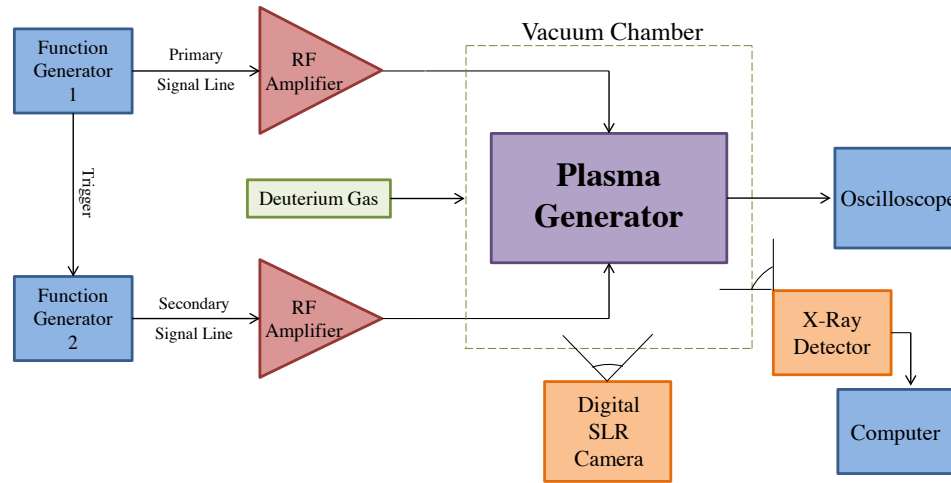 Vacuum Chamber
Function
Generator
1
Primary
Signal Line
RF
Amplifier
Trigger
Deuterium Gas
Plasma
Generator
Oscilloscope
Function
Generator
2
Secondary
Signal Line
RF
Amplifier
X-Ray
Detector
Digital
SLR
Camera
Computer